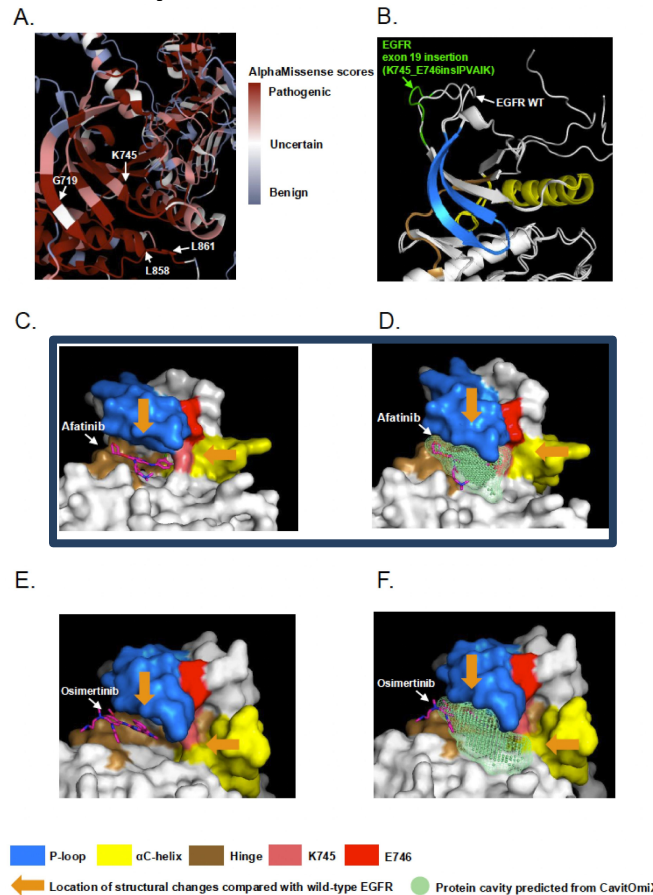 A.
B.
AlphaMissense scores
Pathogenic
Uncertain
Benign
K745
G719
L861
L858
EGFR
exon 19 insertion
(K745_E746insIPVAIK)
EGFR WT
C.
D.
Afatinib
Afatinib
E.
F.
Osimertinib
Osimertinib
P-loop
αC-helix
Hinge
K745
E746
Location of structural changes compared with wild-type EGFR
Protein cavity predicted from CavitOmiX